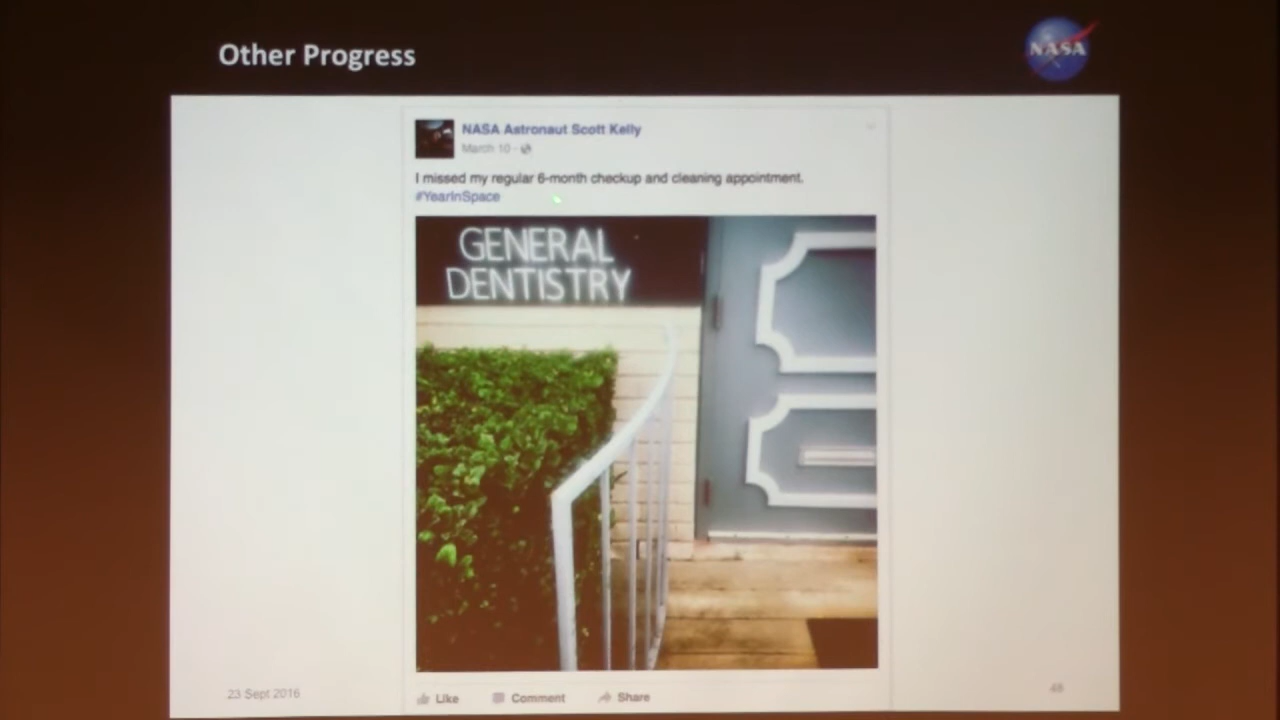 Other Progress
NASA
NASA Astronaut Scott Kelly
March 10 ·
I missed my regular 6-month checkup and cleaning appointment.
#YearInSpace
GENERAL
DENTISTRY
Like Comment Share
23 Sept 2016
48